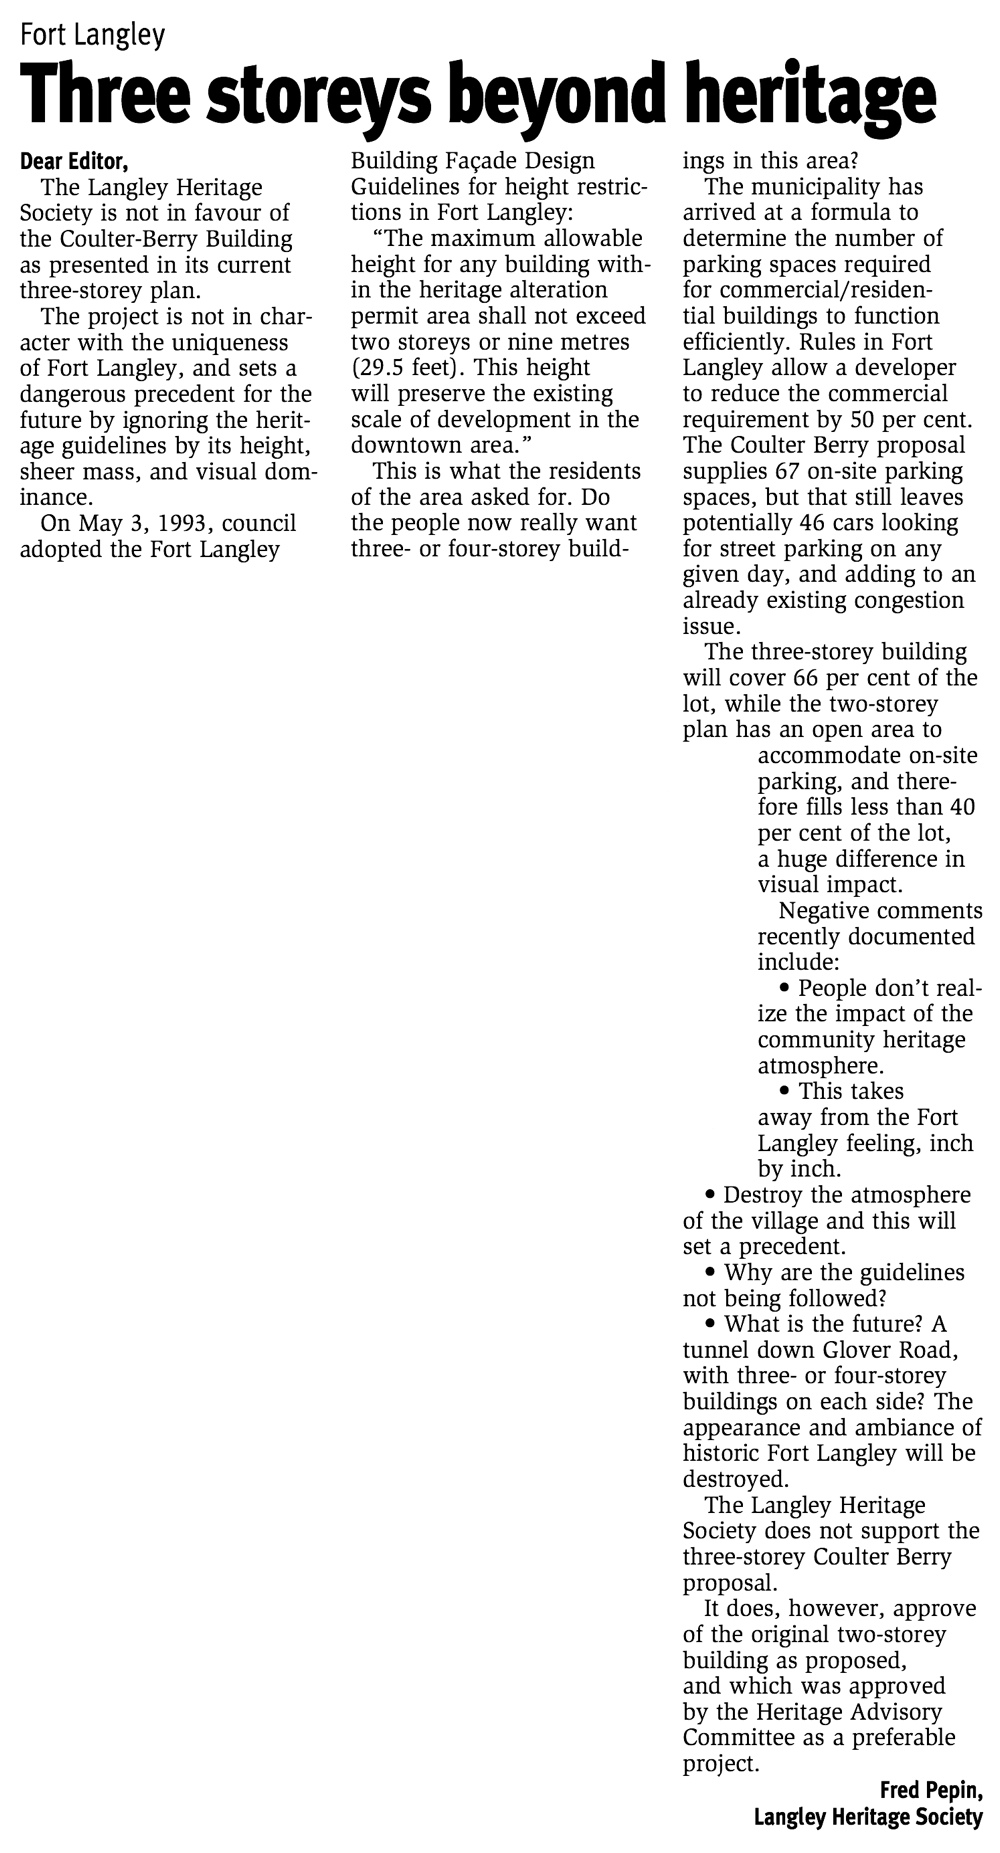 Fort Langley
Three storeys beyond heritage
Dear Editor,
The Langley Heritage
Society is not in favour of
the Coulter-Berry Building
as presented in its current
three-storey plan.
The project is not in char-
acter with the uniqueness
of Fort Langley, and sets a
dangerous precedent for the
future by ignoring the herit-
age guidelines by its height,
sheer mass, and visual dom-
inance.
On May 3, 1993, council
adopted the Fort Langley
Building Façade Design
Guidelines for height restric-
tions in Fort Langley:
“The maximum allowable
height for any building with-
in the heritage alteration
permit area shall not exceed
two storeys or nine metres
(29.5 feet). This height
will preserve the existing
scale of development in the
downtown area.”
This is what the residents
of the area asked for. Do
the people now really want
three- or four-storey build-
ings in this area?
The municipality has
arrived at a formula to
determine the number of
parking spaces required
for commercial/residen-
tial buildings to function
efficiently. Rules in Fort
Langley allow a developer
to reduce the commercial
requirement by 50 per cent.
The Coulter Berry proposal
supplies 67 on-site parking
spaces, but that still leaves
potentially 46 cars looking
for street parking on any
given day, and adding to an
already existing congestion
issue.
The three-storey building
will cover 66 per cent of the
lot, while the two-storey
plan has an open area to
accommodate on-site
parking, and there-
fore fills less than 40
per cent of the lot,
a huge difference in
visual impact.
Negative comments
recently documented
include:
• People don’t real-
ize the impact of the
community heritage
atmosphere.
• This takes
away from the Fort
Langley feeling, inch
by inch.
• Destroy the atmosphere
of the village and this will
set a precedent.
• Why are the guidelines
not being followed?
• What is the future? A
tunnel down Glover Road,
with three- or four-storey
buildings on each side? The
appearance and ambiance of
historic Fort Langley will be
destroyed.
The Langley Heritage
Society does not support the
three-storey Coulter Berry
proposal.
It does, however, approve
of the original two-storey
building as proposed,
and which was approved
by the Heritage Advisory
Committee as a preferable
project.
Fred Pepin,
Langley Heritage Society